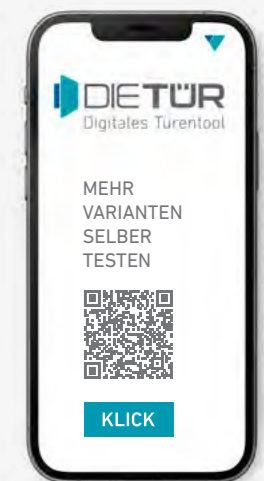 DIETÜR
Digitales Türentool
MEHR
VARIANTEN
SELBER
TESTEN
KLICK